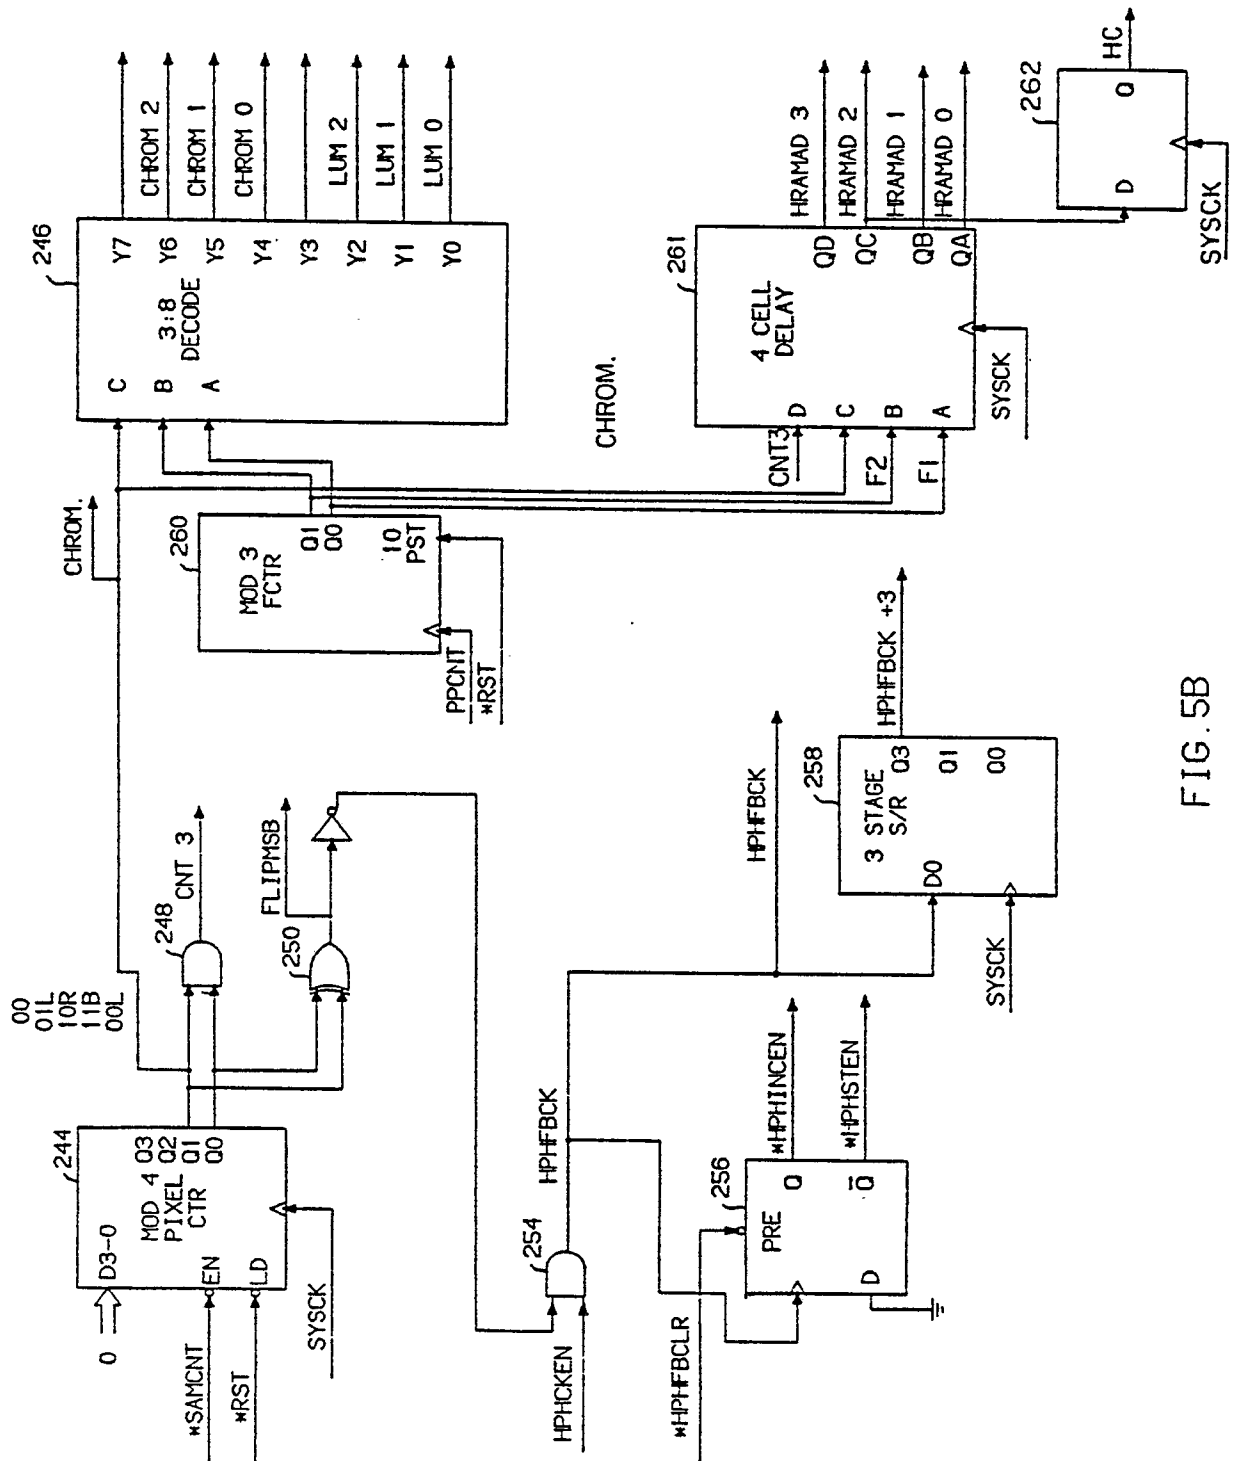 00
01L
10R
11B
00L
0
D3-0
244
MOD 4
PIXEL
CTR
Q3
Q2
Q1
Q0
EN
LD
*SAMCNT
*RST
SYSCK
248
CNT 3
250
FLIPMSB
CHROM.
260
MOD 3
FCTR
Q1
Q0
10
PST
PPCNT
*RST
246
3:8
DECODE
C
B
A
Y7
Y6
Y5
Y4
Y3
Y2
Y1
Y0
CHROM 2
CHROM 1
CHROM 0
LUM 2
LUM 1
LUM 0
CHROM.
261
4 CELL
DELAY
CNT3
D
C
B
A
F2
F1
QD
QC
QB
QA
SYSCK
HRAMAD 3
HRAMAD 2
HRAMAD 1
HRAMAD 0
262
D
Q
HC
SYSCK
HPHCKEN
254
HPHFBCK
*HPHFBCLR
256
PRE
D
Q
Q̅
*HPHINCEN
*HPHSTEN
HPHFBCK
258
3 STAGE
S/R
D0
Q3
Q1
Q0
SYSCK
HPHFBCK +3
FIG. 5B